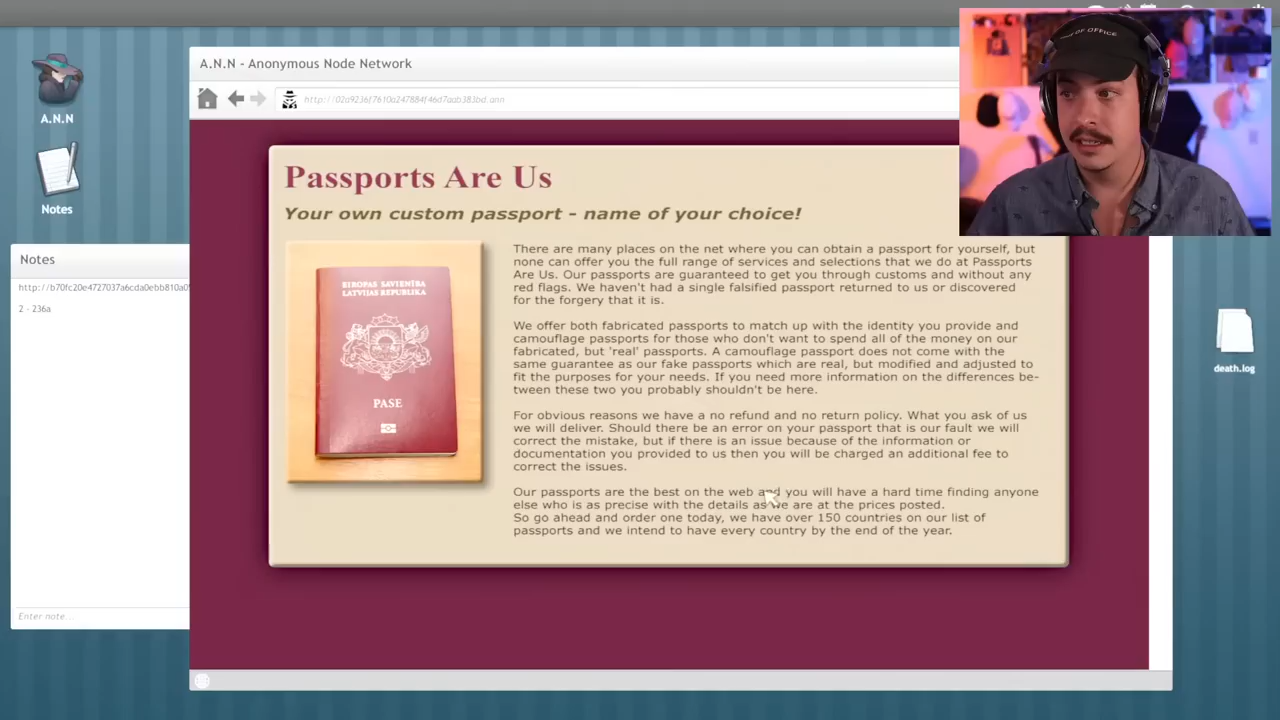 A.N.N - Anonymous Node Network
http://02a9236f7610a247884f46d7aab383bd.ann
A.N.N
Notes
Notes
http://b70fc20e4727037a6cda0ebb810a0
2 - 236a
Enter note...
Passports Are Us
Your own custom passport - name of your choice!
EIROPAS SAVIENĪBA
LATVIJAS REPUBLIKA
PASE
There are many places on the net where you can obtain a passport for yourself, but
none can offer you the full range of services and selections that we do at Passports
Are Us. Our passports are guaranteed to get you through customs and without any
red flags. We haven't had a single falsified passport returned to us or discovered
for the forgery that it is.
We offer both fabricated passports to match up with the identity you provide and
camouflage passports for those who don't want to spend all of the money on our
fabricated, but 'real' passports. A camouflage passport does not come with the
same guarantee as our fake passports which are real, but modified and adjusted to
fit the purposes for your needs. If you need more information on the differences be-
tween these two you probably shouldn't be here.
For obvious reasons we have a no refund and no return policy. What you ask of us
we will deliver. Should there be an error on your passport that is our fault we will
correct the mistake, but if there is an issue because of the information or
documentation you provided to us then you will be charged an additional fee to
correct the issues.
Our passports are the best on the web and you will have a hard time finding anyone
else who is as precise with the details as we are at the prices posted.
So go ahead and order one today, we have over 150 countries on our list of
passports and we intend to have every country by the end of the year.
death.log
OF OFFICE